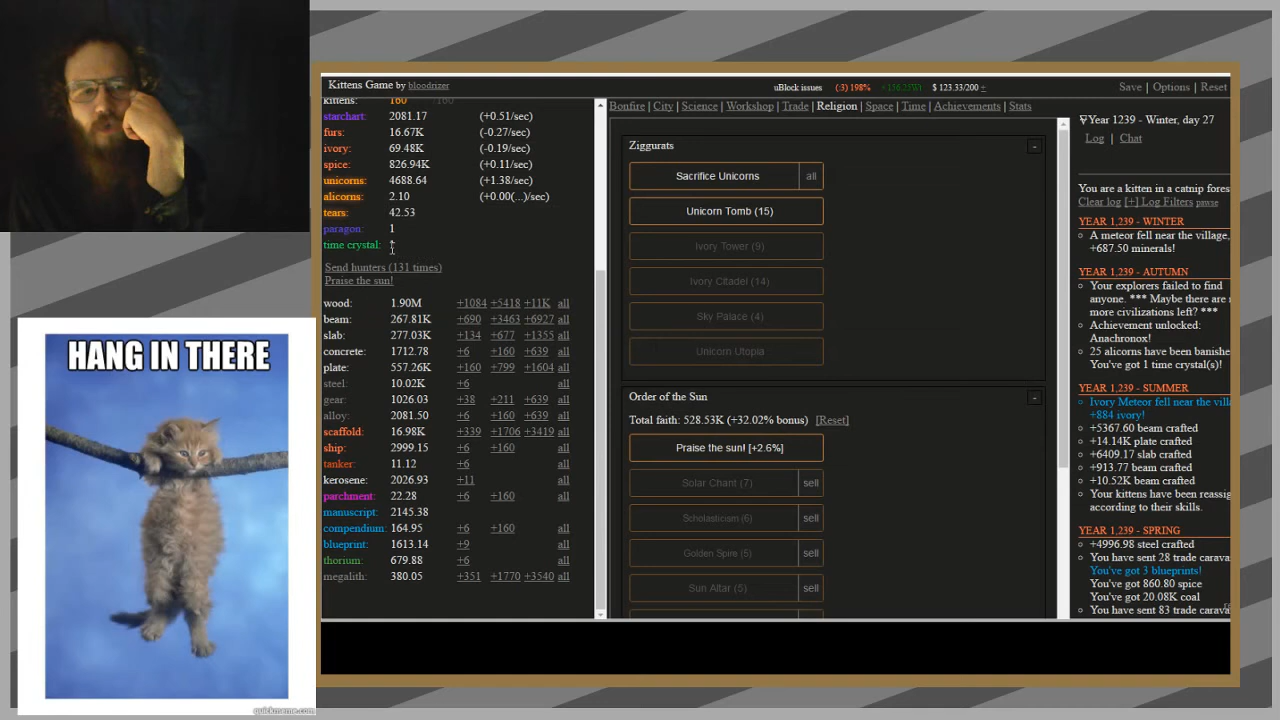 HANG IN THERE
quickmeme.com
Kittens Game by bloodrizer
uBlock issues (:3) 198% $ 123.33/200 +
Save | Options | Reset
kittens: 160 /160
starchart: 2081.17 (+0.51/sec)
furs: 16.67K (-0.27/sec)
ivory: 69.48K (-0.19/sec)
spice: 826.94K (+0.11/sec)
unicorns: 4688.64 (+1.38/sec)
alicorns: 2.10 (+0.00(...)/sec)
tears: 42.53
paragon: 1
time crystal:
Send hunters (131 times)
Praise the sun!
wood: 1.90M +1084 +5418 +11K all
beam: 267.81K +690 +3463 +6927 all
slab: 277.03K +134 +677 +1355 all
concrete: 1712.78 +6 +160 +639 all
plate: 557.26K +160 +799 +1604 all
steel: 10.02K +6 all
gear: 1026.03 +38 +211 +639 all
alloy: 2081.50 +6 +160 +639 all
scaffold: 16.98K +339 +1706 +3419 all
ship: 2999.15 +6 +160 all
tanker: 11.12 +6 all
kerosene: 2026.93 +11 all
parchment: 22.28 +6 +160 all
manuscript: 2145.38
compendium: 164.95 +6 +160 all
blueprint: 1613.14 +9 all
thorium: 679.88 +6 all
megalith: 380.05 +351 +1770 +3540 all
Bonfire | City | Science | Workshop | Trade | Religion | Space | Time | Achievements | Stats
Ziggurats -
Sacrifice Unicorns all
Unicorn Tomb (15)
Ivory Tower (9)
Ivory Citadel (14)
Sky Palace (4)
Unicorn Utopia
Order of the Sun -
Total faith: 528.53K (+32.02% bonus) [Reset]
Praise the sun! [+2.6%]
Solar Chant (7) sell
Scholasticism (6) sell
Golden Spire (5) sell
Sun Altar (5) sell
Year 1239 - Winter, day 27
Log | Chat
You are a kitten in a catnip fores
Clear log [+] Log Filters pause
YEAR 1,239 - WINTER
A meteor fell near the village,
+687.50 minerals!
YEAR 1,239 - AUTUMN
Your explorers failed to find
anyone. *** Maybe there are
more civilizations left? ***
Achievement unlocked:
Anachronox!
25 alicorns have been banishe
You've got 1 time crystal(s)!
YEAR 1,239 - SUMMER
Ivory Meteor fell near the vill
+884 ivory!
+5367.60 beam crafted
+14.14K plate crafted
+6409.17 slab crafted
+913.77 beam crafted
+10.52K beam crafted
Your kittens have been reassig
according to their skills.
YEAR 1,239 - SPRING
+4996.98 steel crafted
You have sent 28 trade carava
You've got 3 blueprints!
You've got 860.80 spice
You've got 20.08K coal
You have sent 83 trade carava